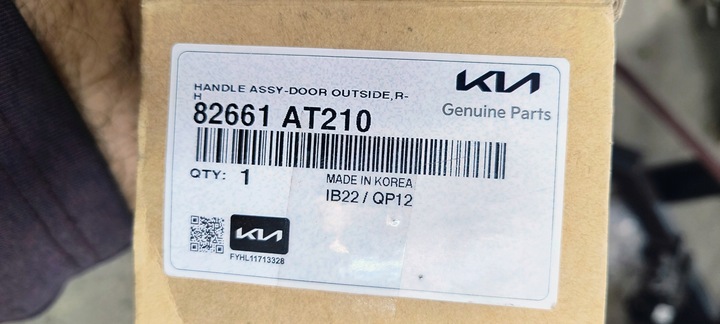 KIA
Genuine Parts
HANDLE ASSY-DOOR OUTSIDE,R-
H
82661 AT210
QTY: 1
MADE IN KOREA
IB22 / QP12
KIA
FYHL11713328